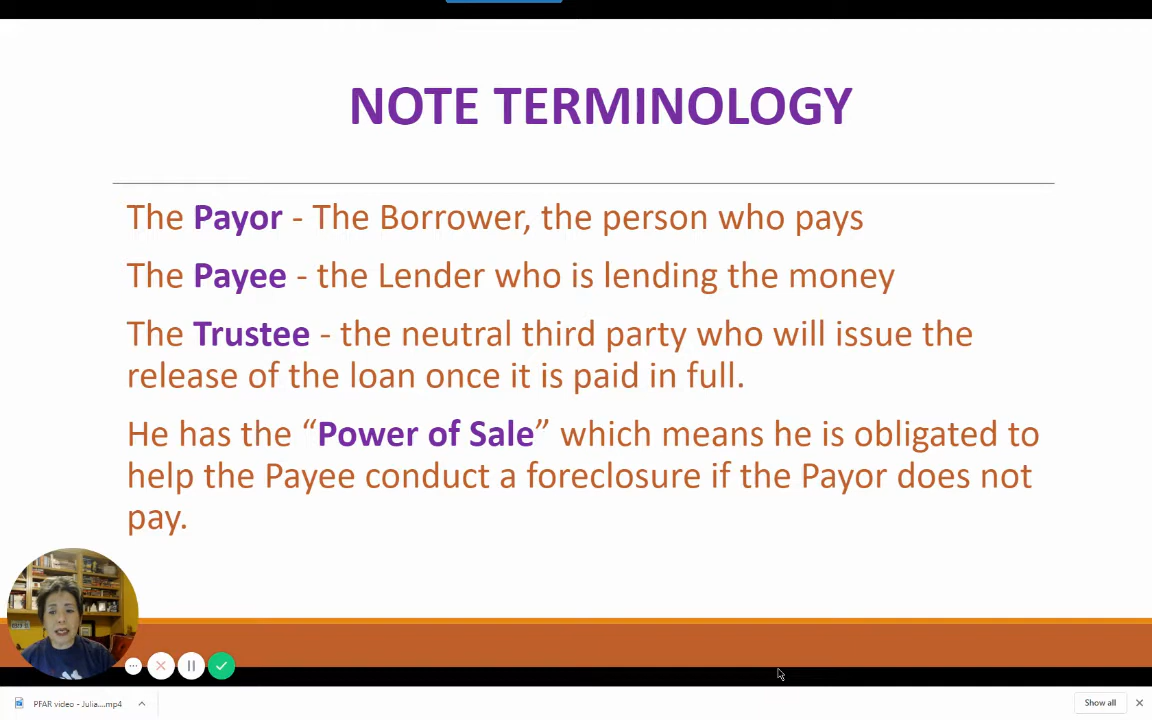 NOTE TERMINOLOGY
The Payor - The Borrower, the person who pays
The Payee - the Lender who is lending the money
The Trustee - the neutral third party who will issue the
release of the loan once it is paid in full.
He has the “Power of Sale” which means he is obligated to
help the Payee conduct a foreclosure if the Payor does not
pay.
PFAR video - Julia....mp4
Show all